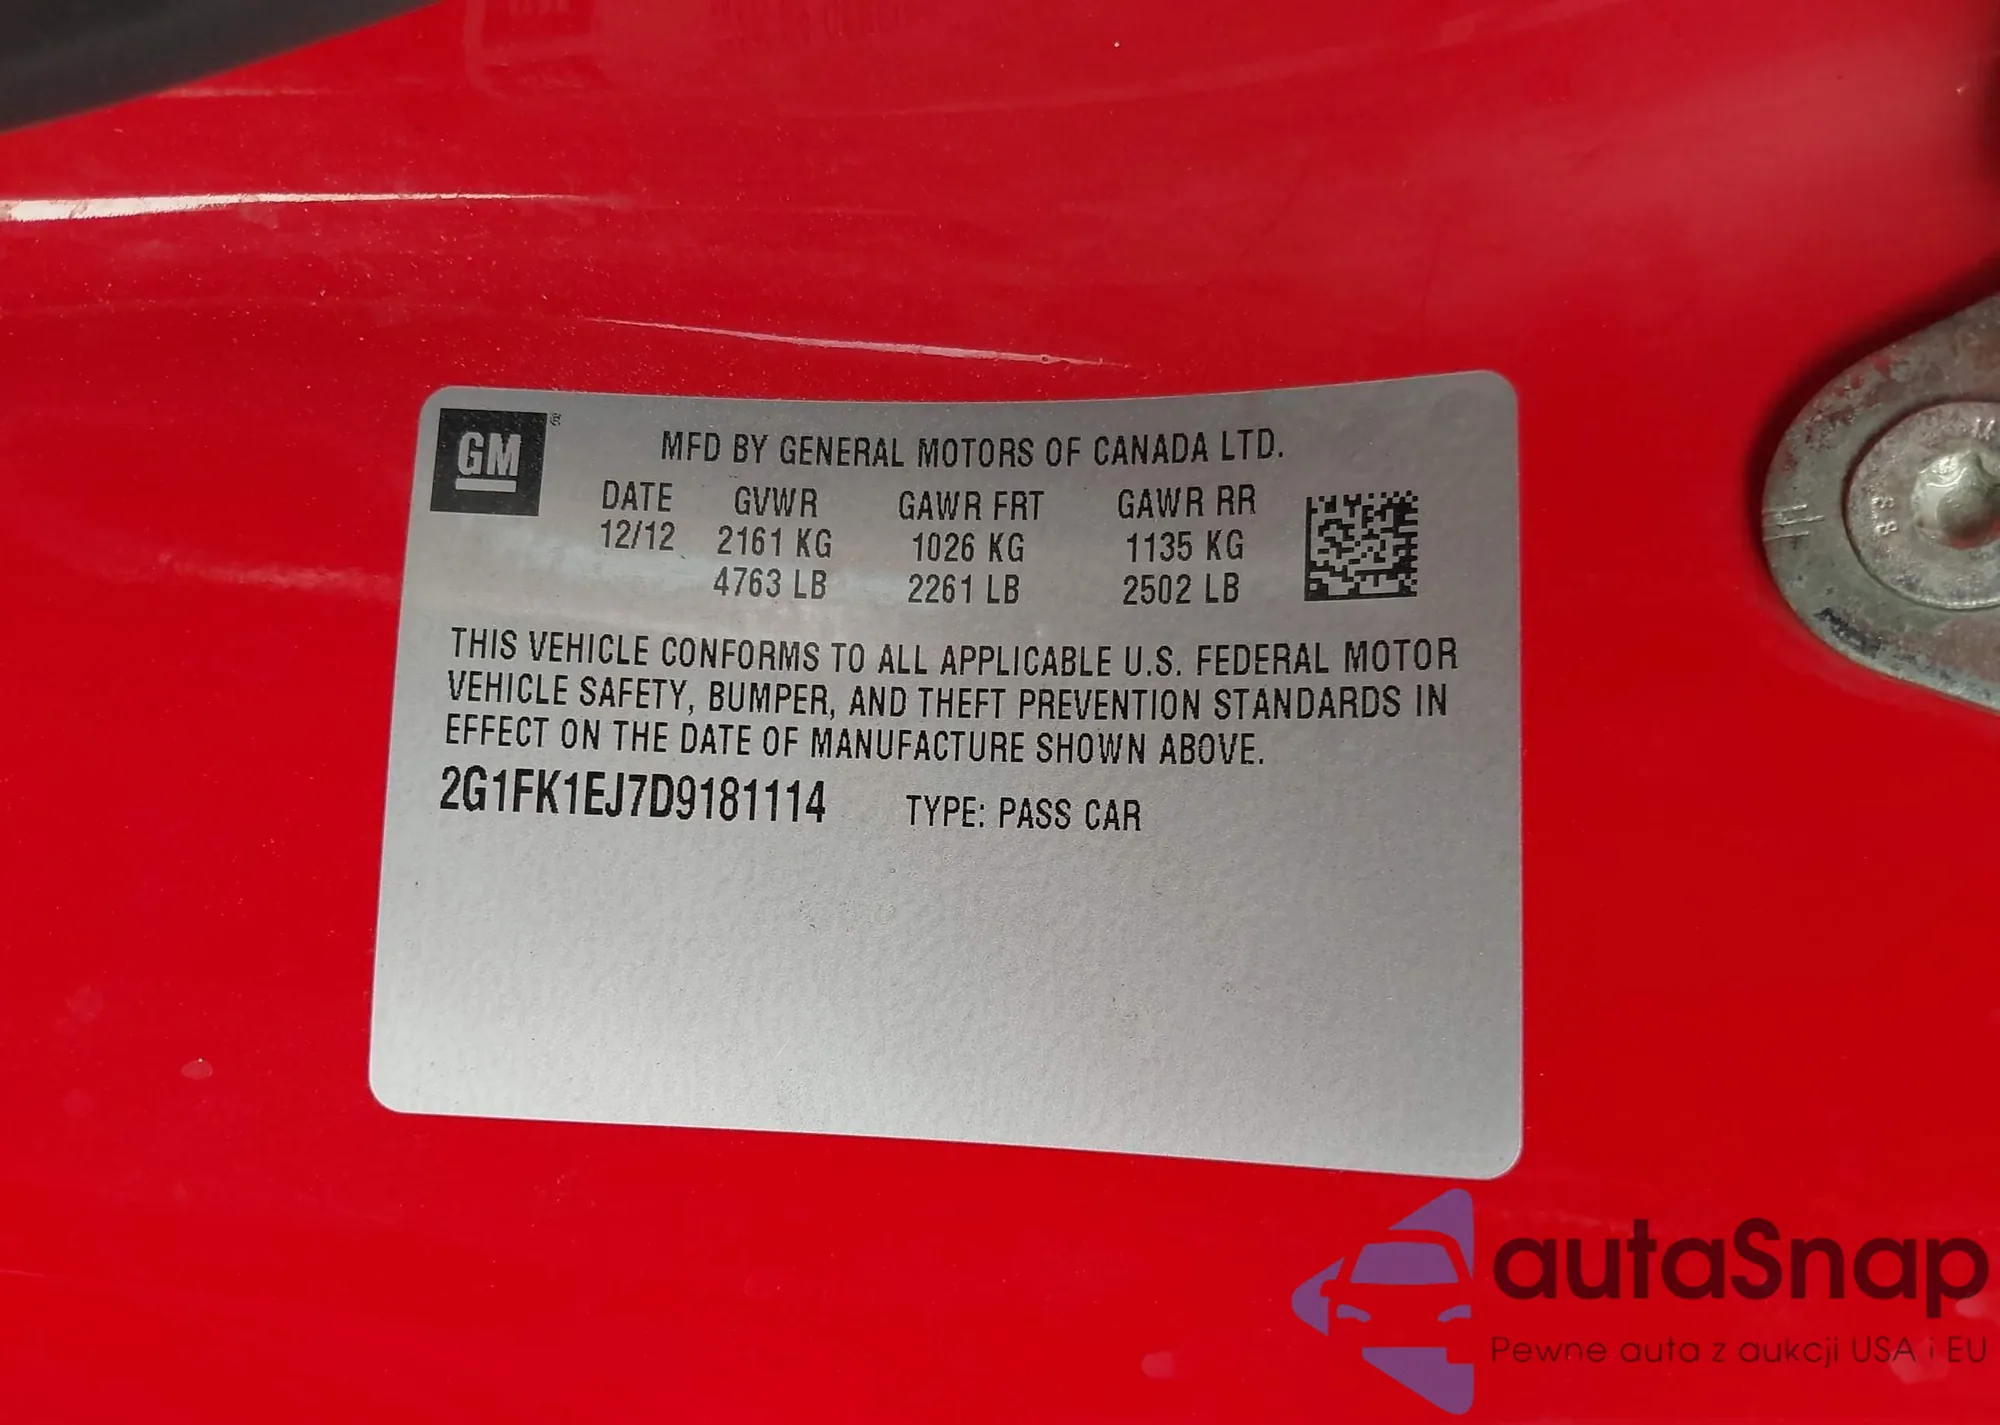 GM®
MFD BY GENERAL MOTORS OF CANADA LTD.
DATE GVWR GAWR FRT GAWR RR
12/12 2161 KG 1026 KG 1135 KG
4763 LB 2261 LB 2502 LB
THIS VEHICLE CONFORMS TO ALL APPLICABLE U.S. FEDERAL MOTOR
VEHICLE SAFETY, BUMPER, AND THEFT PREVENTION STANDARDS IN
EFFECT ON THE DATE OF MANUFACTURE SHOWN ABOVE.
2G1FK1EJ7D9181114 TYPE: PASS CAR
8.8
autaSnap
Pewne auta z aukcji USA i EU